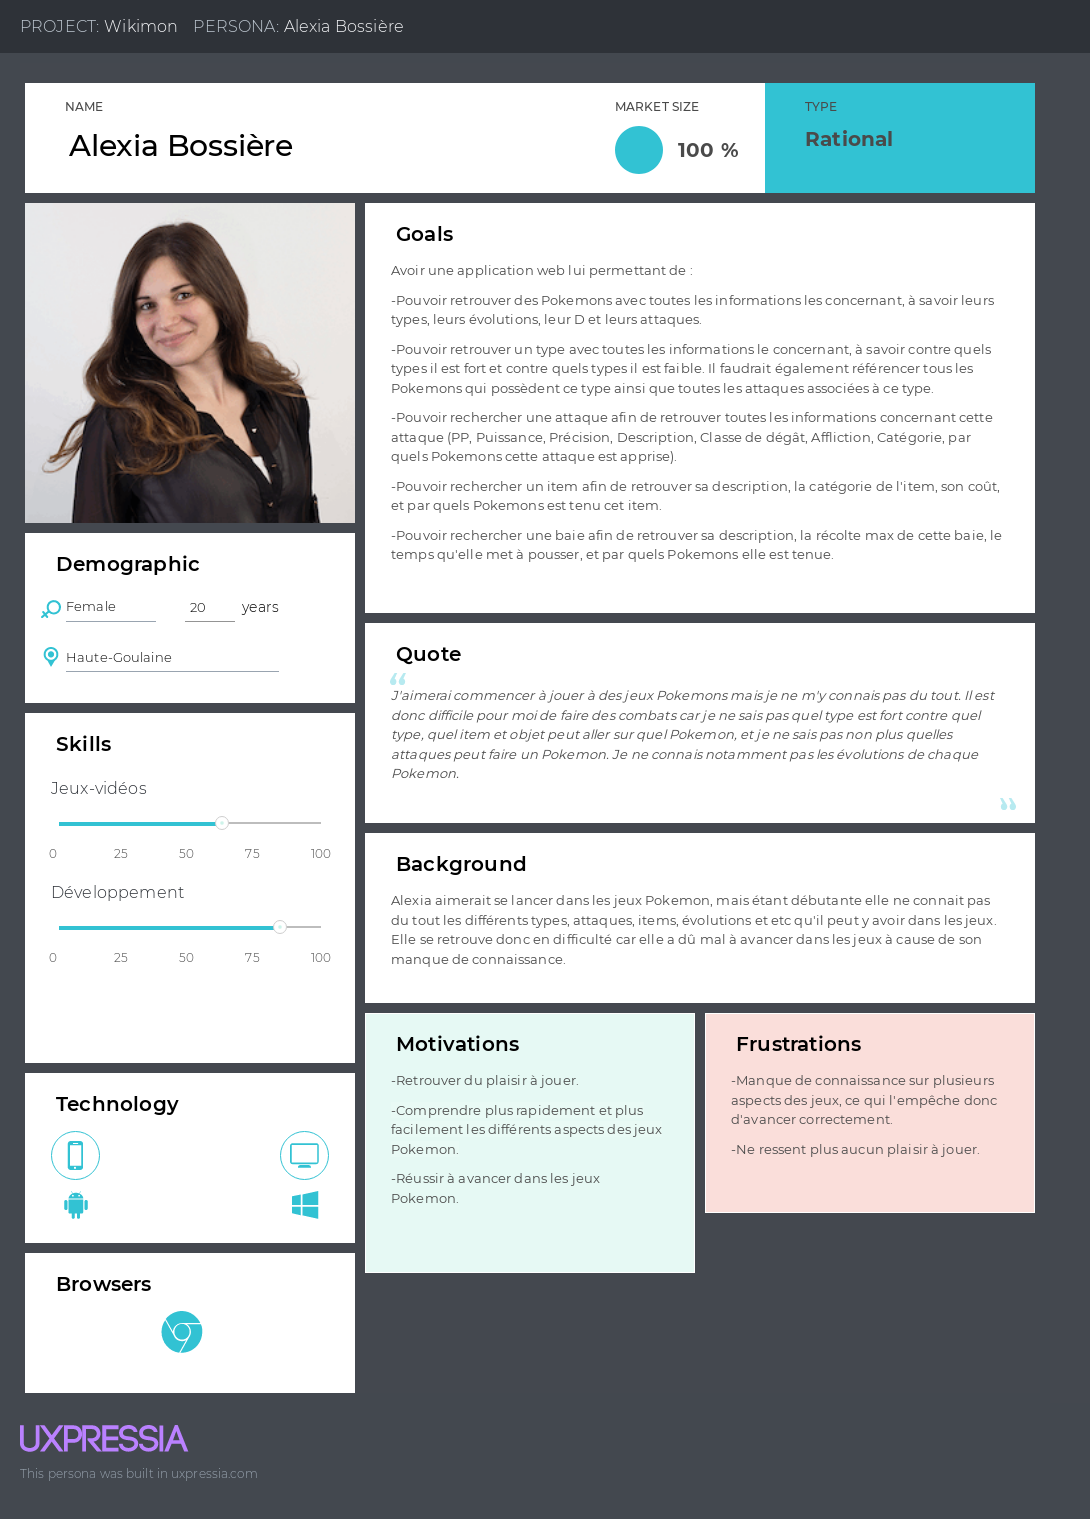 PROJECT: Wikimon PERSONA: Alexia Bossière
NAME
Alexia Bossière
MARKET SIZE
100 %
TYPE
Rational
Goals
Avoir une application web lui permettant de :
-Pouvoir retrouver des Pokemons avec toutes les informations les concernant, à savoir leurs
types, leurs évolutions, leur D et leurs attaques.
-Pouvoir retrouver un type avec toutes les informations le concernant, à savoir contre quels
types il est fort et contre quels types il est faible. Il faudrait également référencer tous les
Pokemons qui possèdent ce type ainsi que toutes les attaques associées à ce type.
-Pouvoir rechercher une attaque afin de retrouver toutes les informations concernant cette
attaque (PP, Puissance, Précision, Description, Classe de dégât, Affliction, Catégorie, par
quels Pokemons cette attaque est apprise).
-Pouvoir rechercher un item afin de retrouver sa description, la catégorie de l'item, son coût,
et par quels Pokemons est tenu cet item.
-Pouvoir rechercher une baie afin de retrouver sa description, la récolte max de cette baie, le
temps qu'elle met à pousser, et par quels Pokemons elle est tenue.
Demographic
Female 20 years
Haute-Goulaine
Quote
“
J'aimerai commencer à jouer à des jeux Pokemons mais je ne m'y connais pas du tout. Il est
donc difficile pour moi de faire des combats car je ne sais pas quel type est fort contre quel
type, quel item et objet peut aller sur quel Pokemon, et je ne sais pas non plus quelles
attaques peut faire un Pokemon. Je ne connais notamment pas les évolutions de chaque
Pokemon.
”
Skills
Jeux-vidéos
0 25 50 75 100
Développement
0 25 50 75 100
Background
Alexia aimerait se lancer dans les jeux Pokemon, mais étant débutante elle ne connait pas
du tout les différents types, attaques, items, évolutions et etc qu'il peut y avoir dans les jeux.
Elle se retrouve donc en difficulté car elle a dû mal à avancer dans les jeux à cause de son
manque de connaissance.
Motivations
-Retrouver du plaisir à jouer.
-Comprendre plus rapidement et plus
facilement les différents aspects des jeux
Pokemon.
-Réussir à avancer dans les jeux
Pokemon.
Frustrations
-Manque de connaissance sur plusieurs
aspects des jeux, ce qui l'empêche donc
d'avancer correctement.
-Ne ressent plus aucun plaisir à jouer.
Technology
Browsers
UXPRESSIA
This persona was built in uxpressia.com